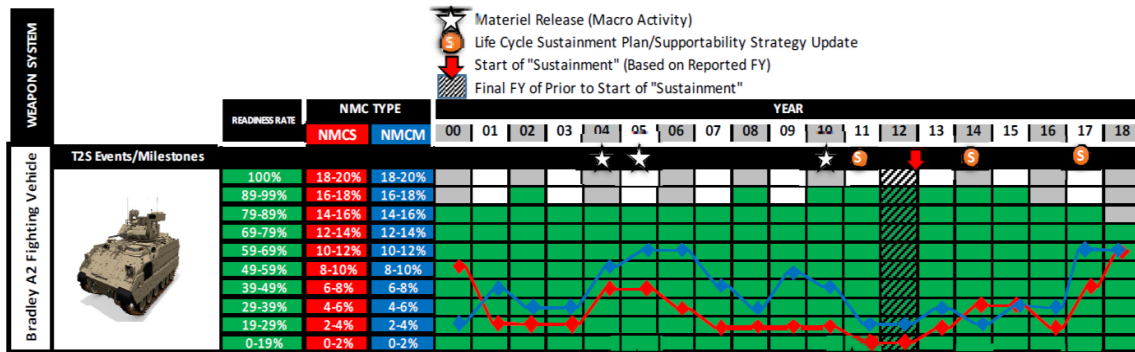 Materiel Release (Macro Activity)
S Life Cycle Sustainment Plan/Supportability Strategy Update
Start of "Sustainment" (Based on Reported FY)
Final FY of Prior to Start of "Sustainment"
WEAPON SYSTEM
READINESS RATE
NMC TYPE
YEAR
NMCS NMCM 00 01 02 03 04 05 06 07 08 09 10 11 12 13 14 15 16 17 18
Bradley A2 Fighting Vehicle
T2S Events/Milestones S S S
100% 18-20% 18-20%
89-99% 16-18% 16-18%
79-89% 14-16% 14-16%
69-79% 12-14% 12-14%
59-69% 10-12% 10-12%
49-59% 8-10% 8-10%
39-49% 6-8% 6-8%
29-39% 4-6% 4-6%
19-29% 2-4% 2-4%
0-19% 0-2% 0-2%